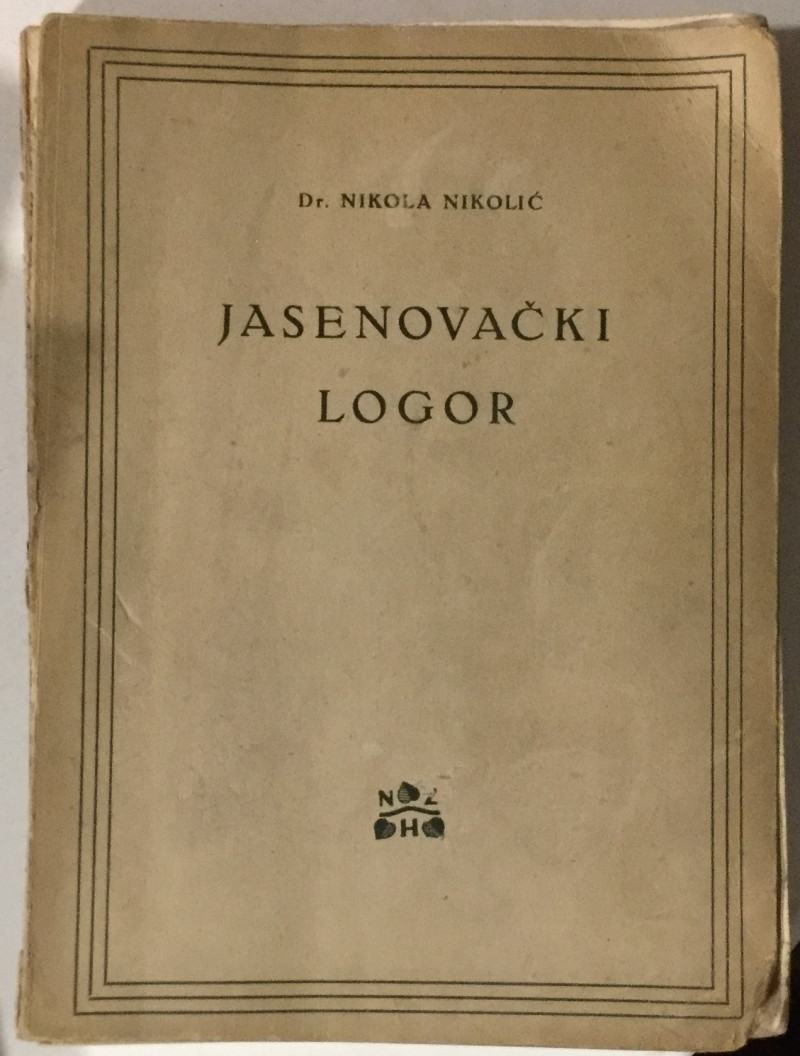 Dr. NIKOLA NIKOLIĆ
JASENOVAČKI
LOGOR
N Z
H